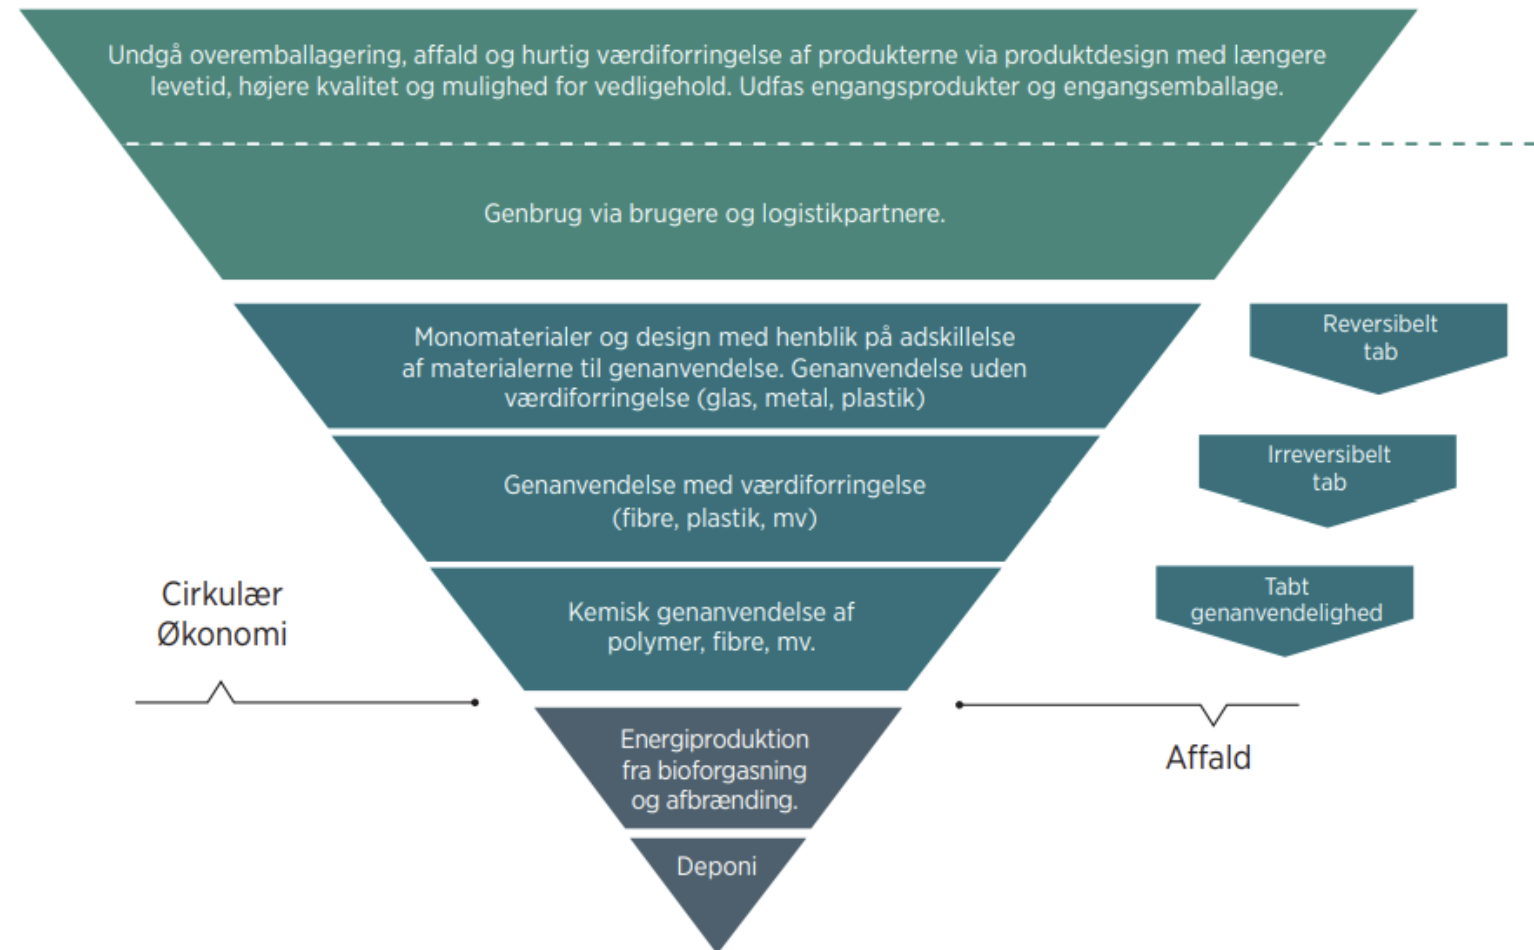 Undgå overemballagering, affald og hurtig værdiforringelse af produkterne via produktdesign med længere
levetid, højere kvalitet og mulighed for vedligehold. Udfas engangsprodukter og engangsemballage.
Genbrug via brugere og logistikpartnere.
Monomaterialer og design med henblik på adskillelse
af materialerne til genanvendelse. Genanvendelse uden
værdiforringelse (glas, metal, plastik)
Reversibelt
tab
Genanvendelse med værdiforringelse
(fibre, plastik, mv)
Irreversibelt
tab
Kemisk genanvendelse af
polymer, fibre, mv.
Tabt
genanvendelighed
Cirkulær
Økonomi
Energiproduktion
fra bioforgasning
og afbrænding.
Affald
Deponi